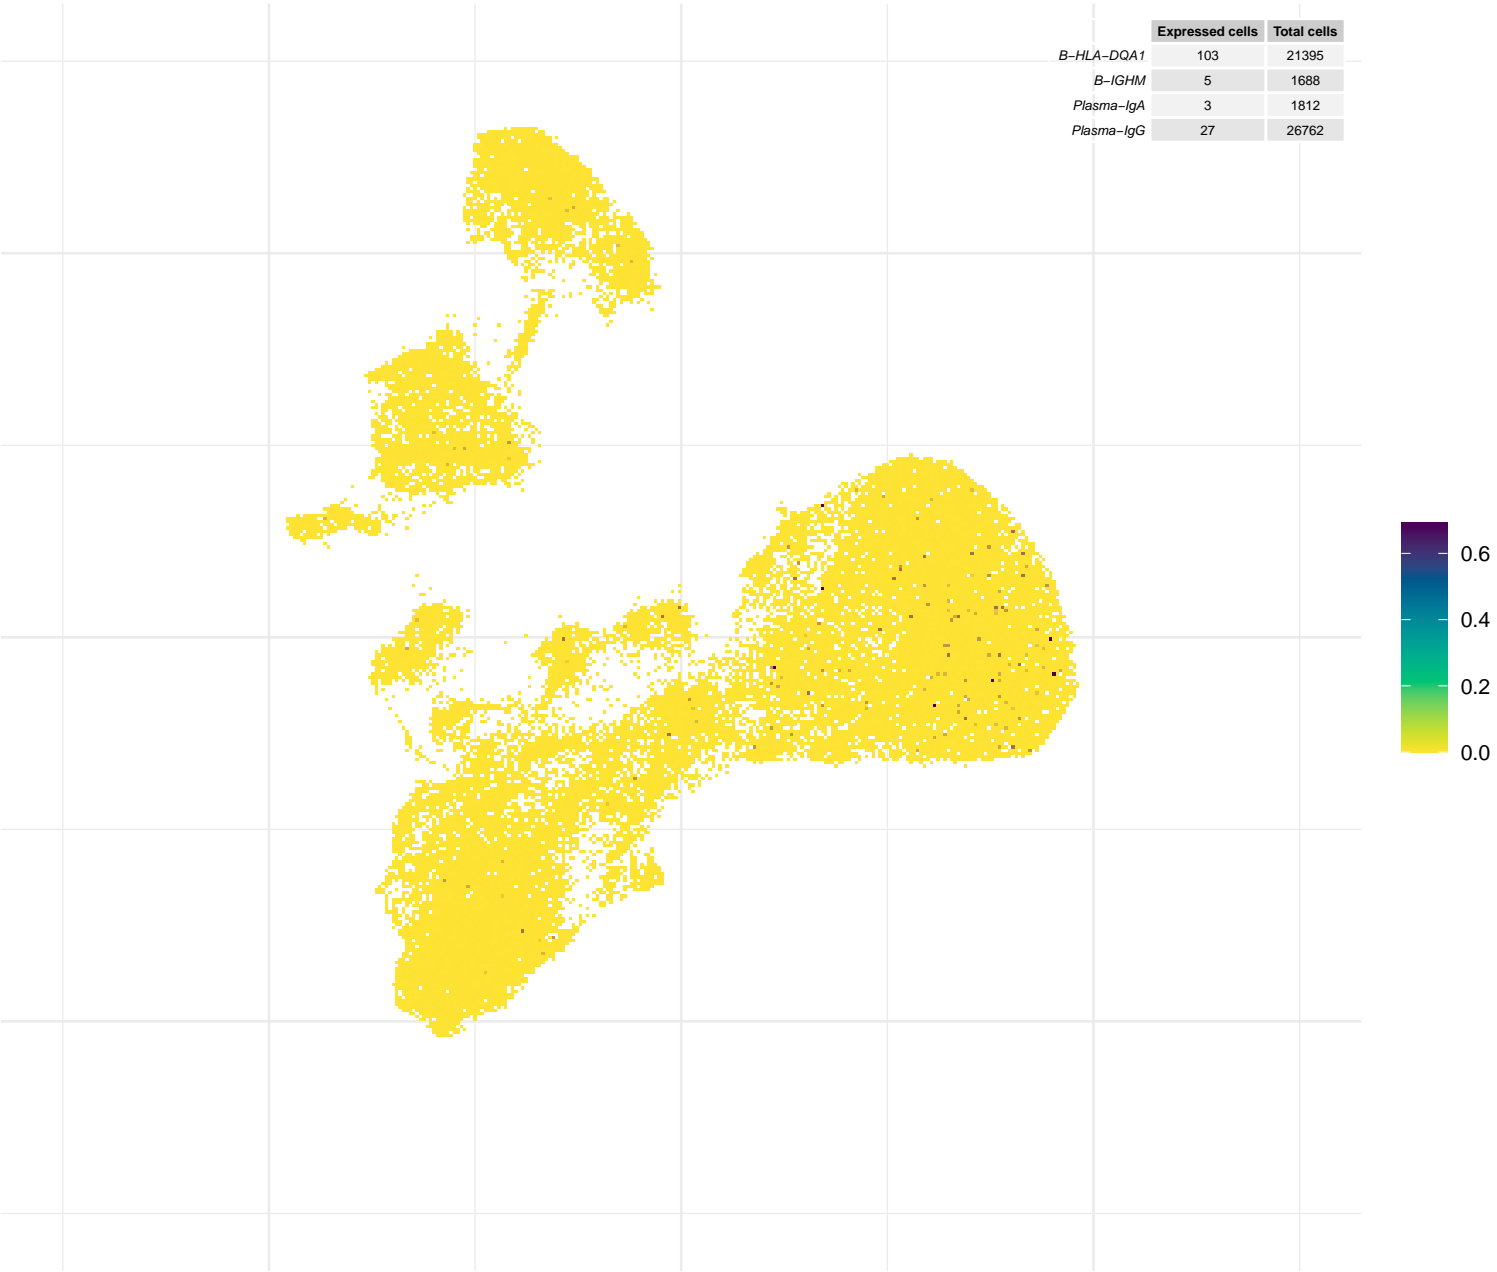 Expressed cells Total cells
B−HLA−DQA1 103 21395
B−IGHM 5 1688
Plasma−IgA 3 1812
Plasma−IgG 27 26762
0.6
0.4
0.2
0.0